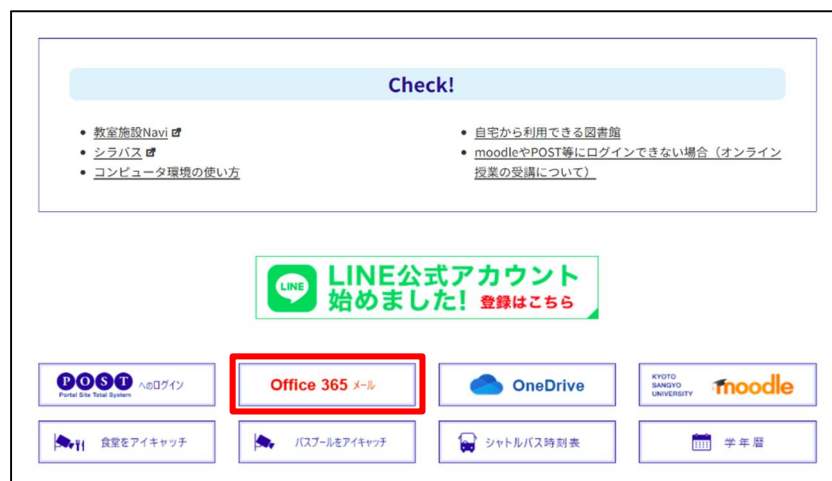 Check!
教室施設Navi
シラバス
コンピュータ環境の使い方
自宅から利用できる図書館
moodleやPOST等にログインできない場合（オンライン
授業の受講について）
LINE
LINE公式アカウント
始めました! 登録はこちら
POST へのログイン
Portal Site Total System
Office 365 メール
OneDrive
KYOTO
SANGYO
UNIVERSITY
moodle
食堂をアイキャッチ
バスプールをアイキャッチ
シャトルバス時刻表
学年暦